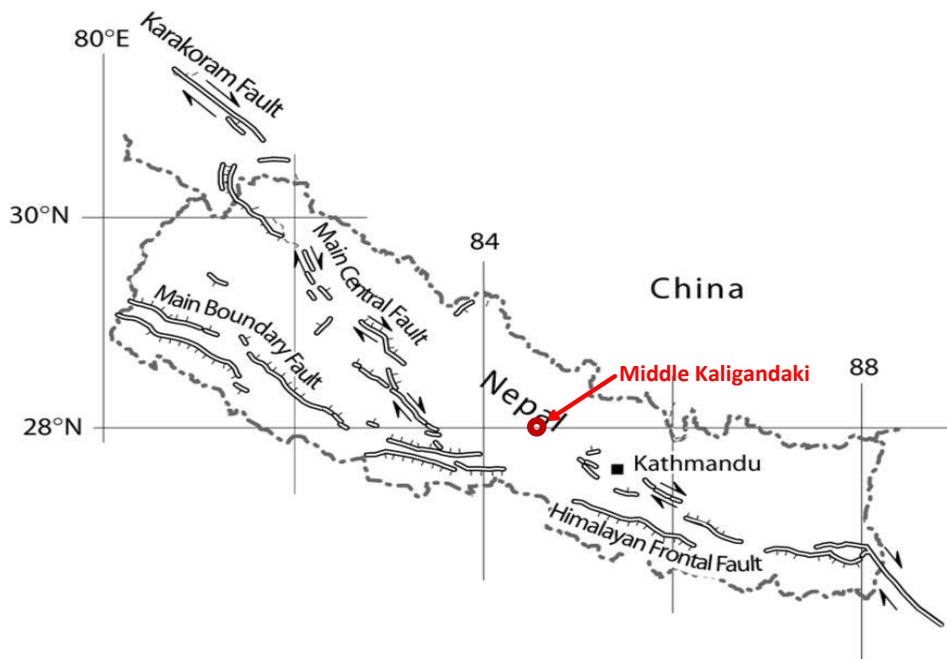 80°E
Karakoram Fault
30°N
84
Main Central Fault
China
Main Boundary Fault
Nepal
Middle Kaligandaki
88
28°N
Kathmandu
Himalayan Frontal Fault